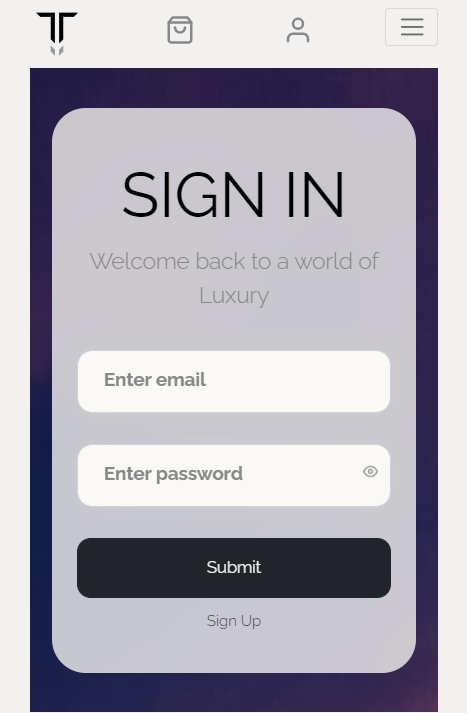 SIGN IN
Welcome back to a world of
Luxury
Enter email
Enter password
Submit
Sign Up